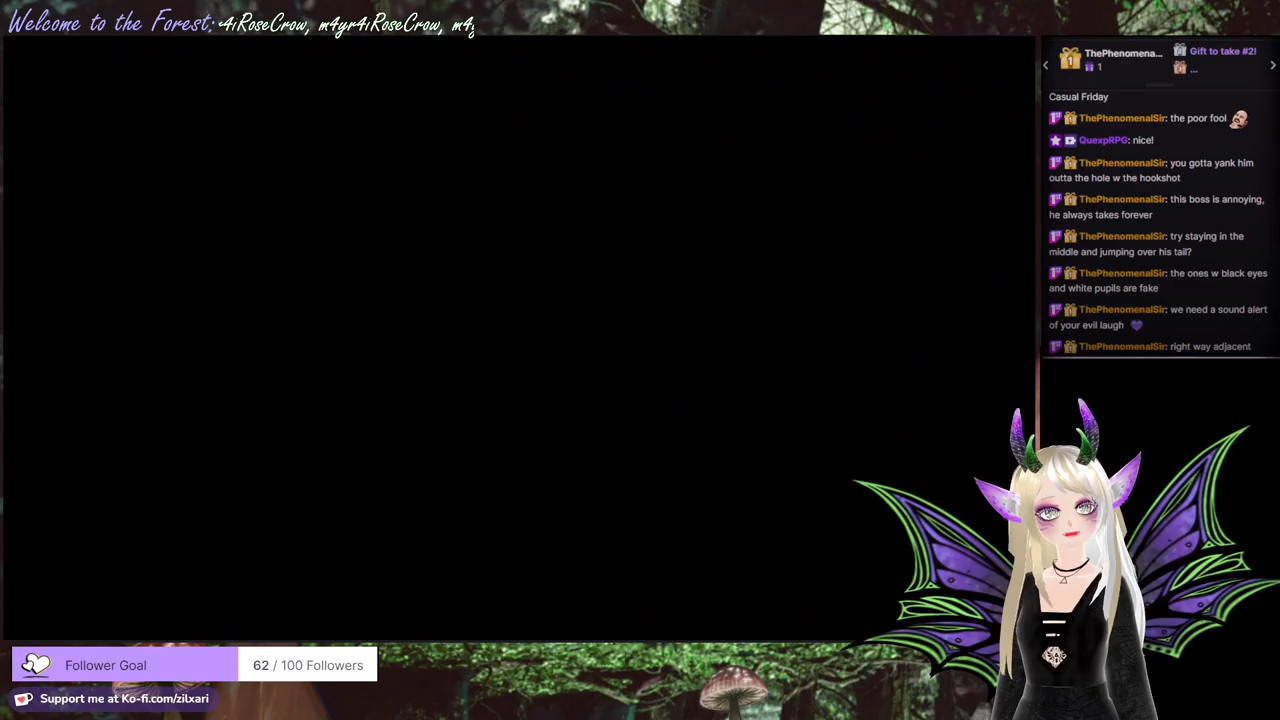 Welcome to the Forest: 4iRoseCrow, m4yr4iRoseCrow, m4y
ThePhenomena...
1
Gift to take #2!
...
Casual Friday
ThePhenomenalSir: the poor fool
QuexpRPG: nice!
ThePhenomenalSir: you gotta yank him
outta the hole w the hookshot
ThePhenomenalSir: this boss is annoying,
he always takes forever
ThePhenomenalSir: try staying in the
middle and jumping over his tail?
ThePhenomenalSir: the ones w black eyes
and white pupils are fake
ThePhenomenalSir: we need a sound alert
of your evil laugh
ThePhenomenalSir: right way adjacent
Follower Goal
62 / 100 Followers
Support me at Ko-fi.com/zilxari